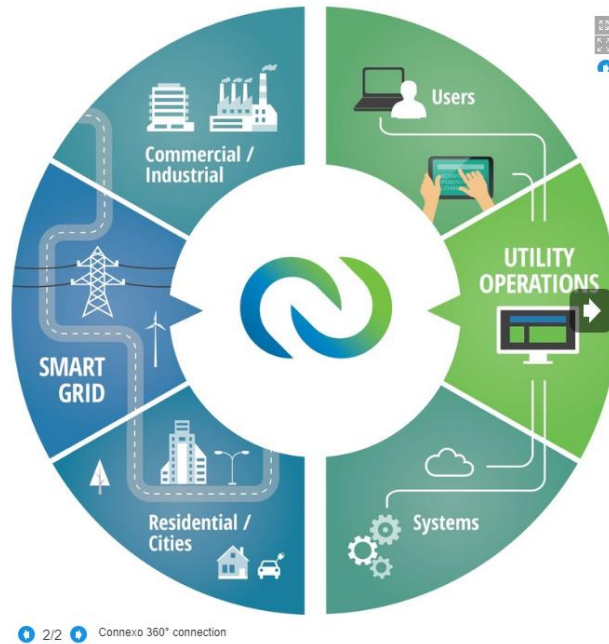 Commercial /
Industrial
Users
UTILITY
OPERATIONS
SMART
GRID
Residential /
Cities
Systems
2/2 Connexo 360° connection